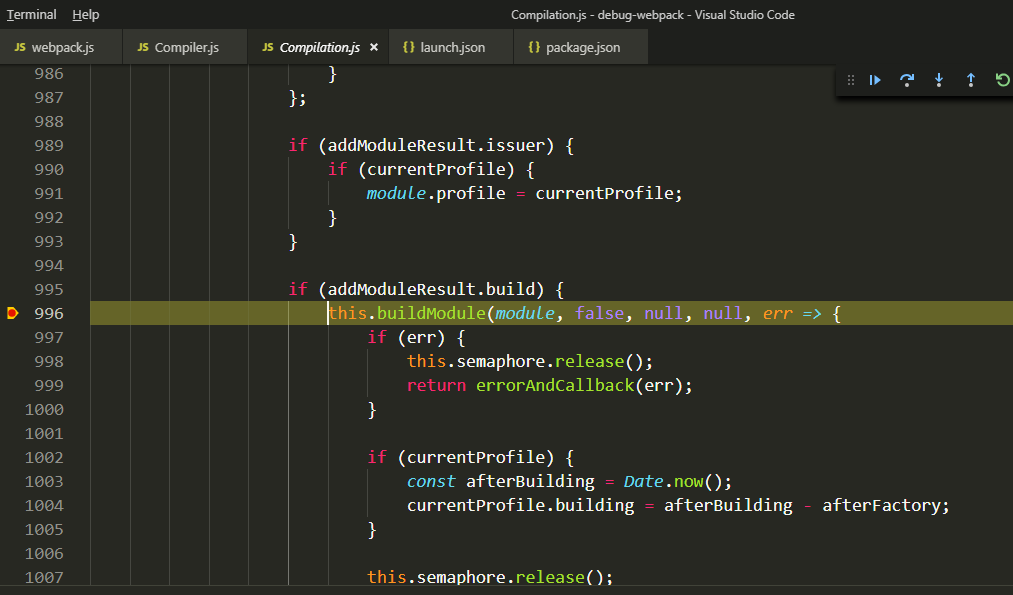 Terminal Help Compilation.js - debug-webpack - Visual Studio Code
JS webpack.js JS Compiler.js JS Compilation.js × {} launch.json {} package.json
986 }
987 };
988
989 if (addModuleResult.issuer) {
990 if (currentProfile) {
991 module.profile = currentProfile;
992 }
993 }
994
995 if (addModuleResult.build) {
996 this.buildModule(module, false, null, null, err => {
997 if (err) {
998 this.semaphore.release();
999 return errorAndCallback(err);
1000 }
1001
1002 if (currentProfile) {
1003 const afterBuilding = Date.now();
1004 currentProfile.building = afterBuilding - afterFactory;
1005 }
1006
1007 this.semaphore.release();